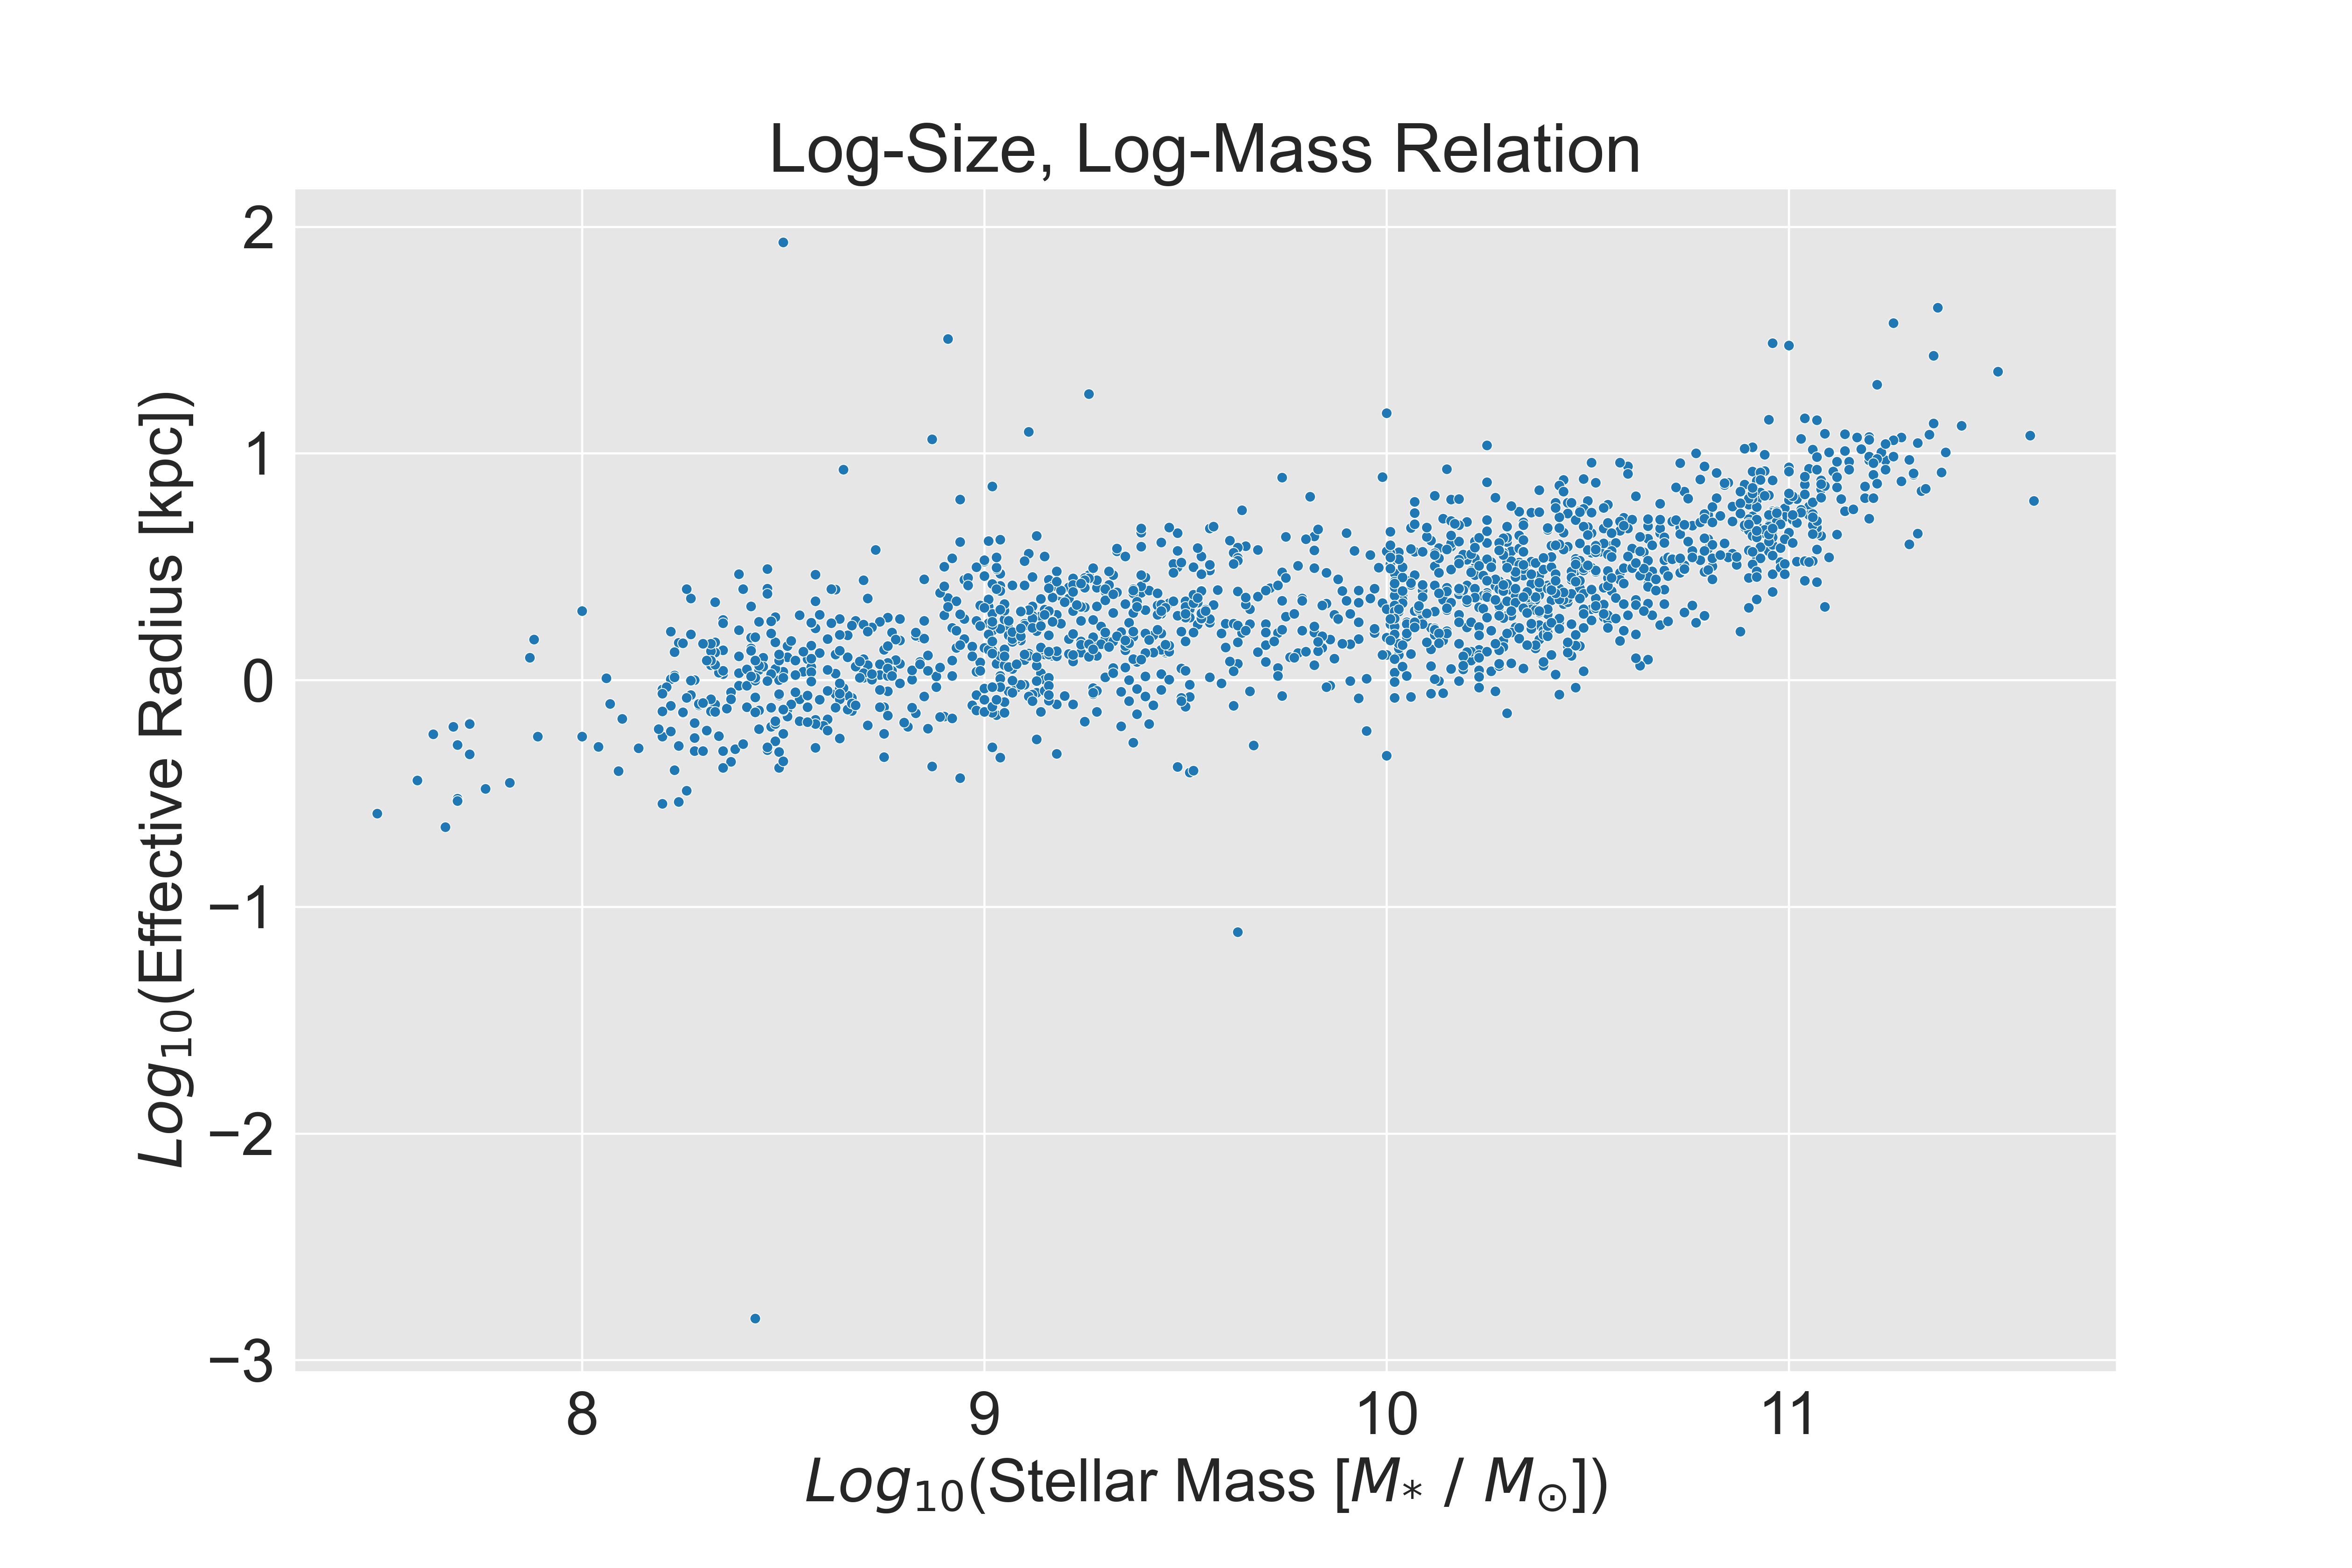 Log-Size, Log-Mass Relation
Log₁₀(Effective Radius [kpc])
2
1
0
−1
−2
−3
8 9 10 11
Log₁₀(Stellar Mass [M* / M☉])